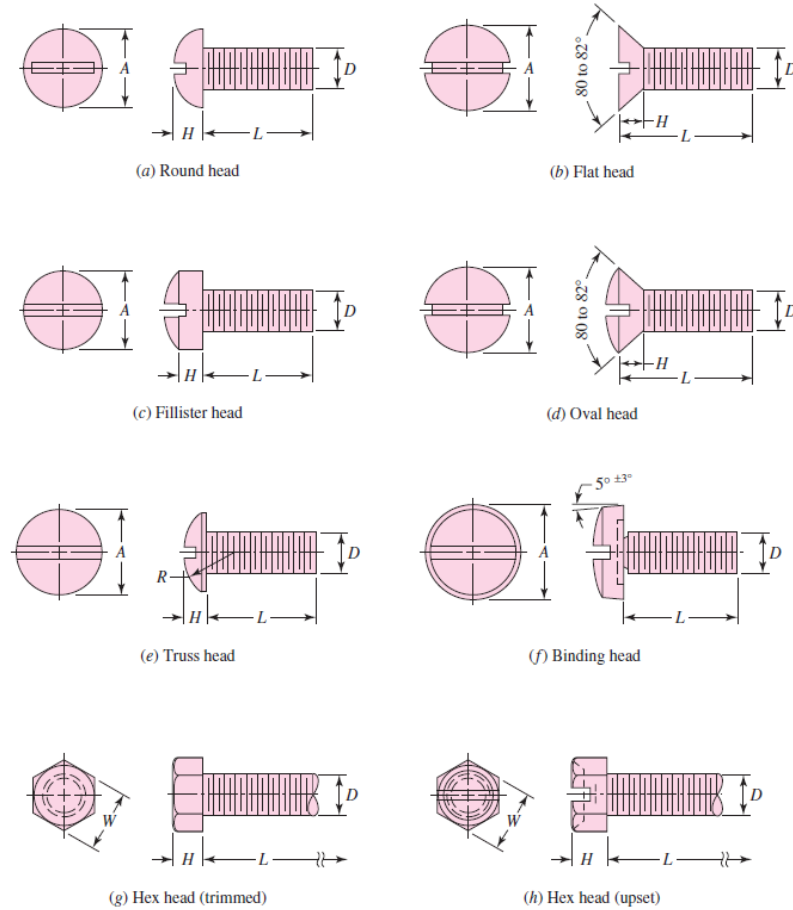 A
H
L
D
(a) Round head
A
80 to 82°
H
L
D
(b) Flat head
A
H
L
D
(c) Fillister head
A
80 to 82°
H
L
D
(d) Oval head
A
R
H
L
D
(e) Truss head
5° ±3°
A
L
D
(f) Binding head
W
H
L
D
(g) Hex head (trimmed)
W
H
L
D
(h) Hex head (upset)